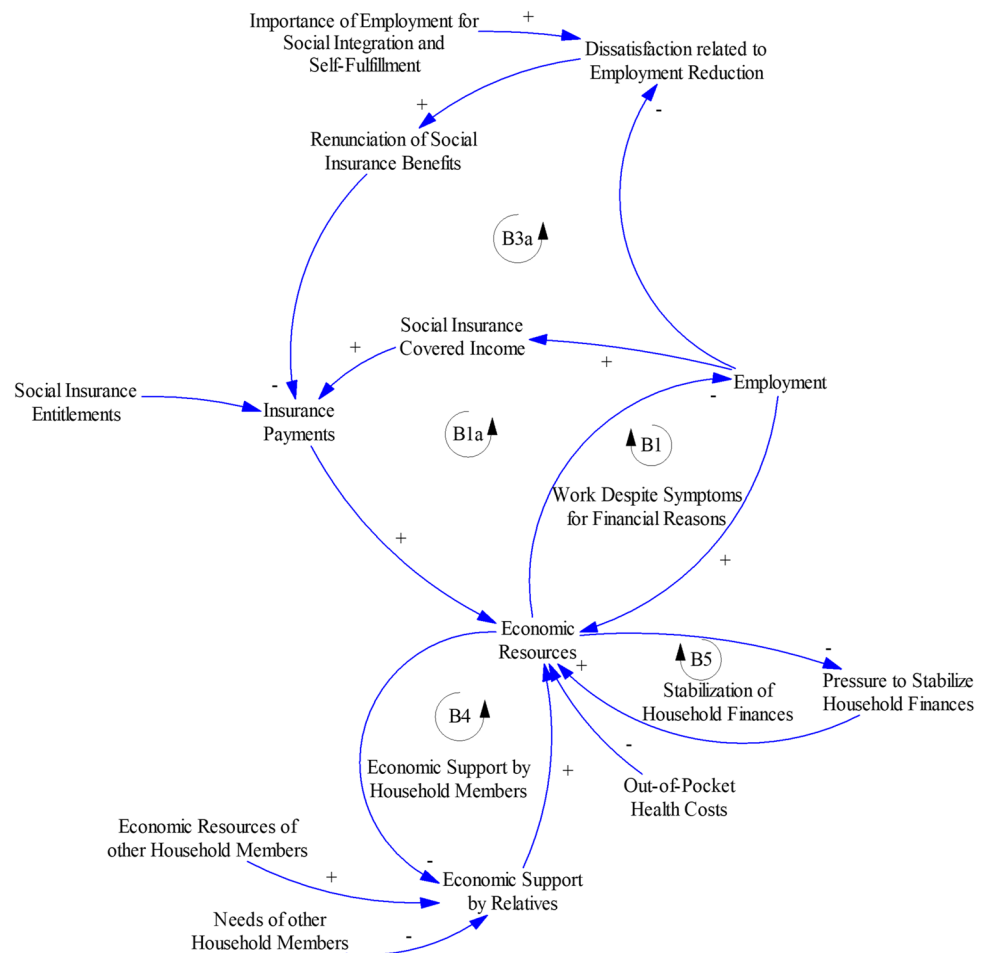 Importance of Employment for
Social Integration and
Self-Fulfillment
+
Dissatisfaction related to
Employment Reduction
+
-
Renunciation of Social
Insurance Benefits
B3a
Social Insurance
Covered Income
+
+
Social Insurance
Entitlements
-
Insurance
Payments
Employment
-
B1a
B1
Work Despite Symptoms
for Financial Reasons
+
+
Economic
Resources
+
B5
-
Stabilization of
Household Finances
Pressure to Stabilize
Household Finances
B4
-
Economic Support by
Household Members
+
Out-of-Pocket
Health Costs
Economic Resources of
other Household Members
+
-
Economic Support
by Relatives
Needs of other
Household Members
-